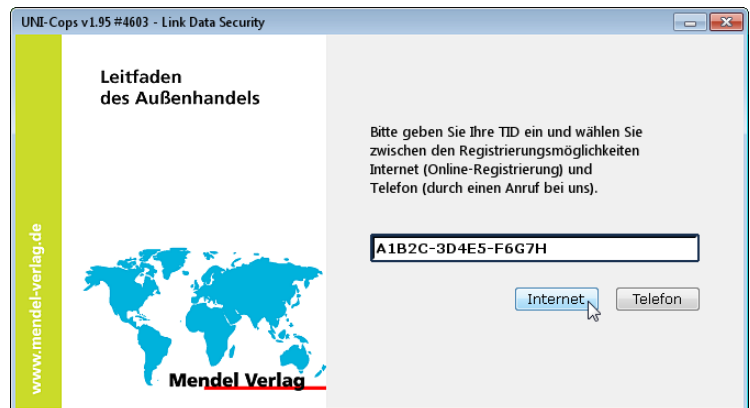 UNI-Cops v1.95 #4603 - Link Data Security
Leitfaden
des Außenhandels
www.mendel-verlag.de
Mendel Verlag
Bitte geben Sie Ihre TID ein und wählen Sie
zwischen den Registrierungsmöglichkeiten
Internet (Online-Registrierung) und
Telefon (durch einen Anruf bei uns).
A1B2C-3D4E5-F6G7H
Internet Telefon